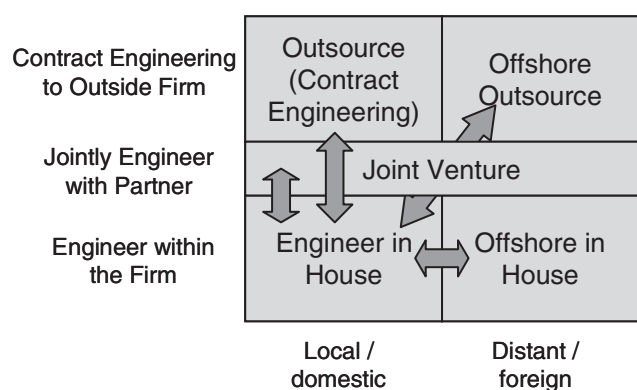 Contract Engineering
to Outside Firm
Outsource
(Contract
Engineering)
Offshore
Outsource
Jointly Engineer
with Partner
Joint Venture
Engineer within
the Firm
Engineer in
House
Offshore in
House
Local /
domestic
Distant /
foreign